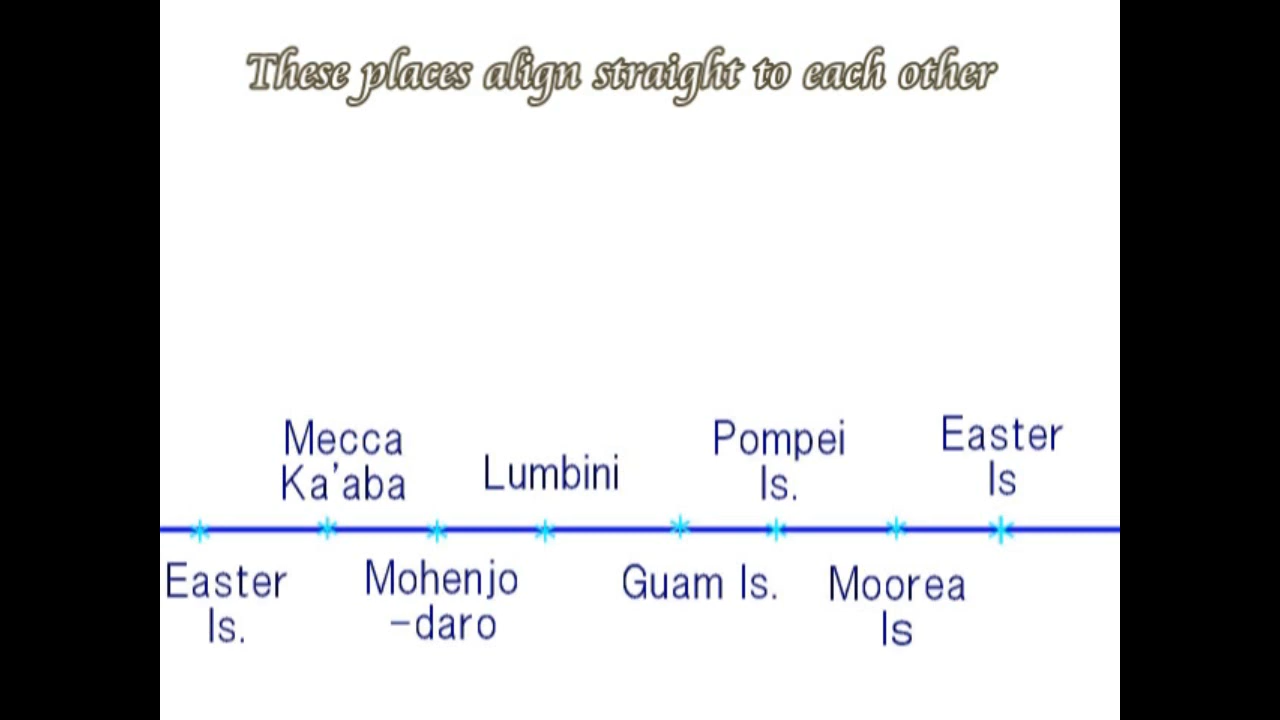 These places align straight to each other
Mecca
Ka'aba
Lumbini
Pompei
Is.
Easter
Is
Easter
Is.
Mohenjo
-daro
Guam Is.
Moorea
Is